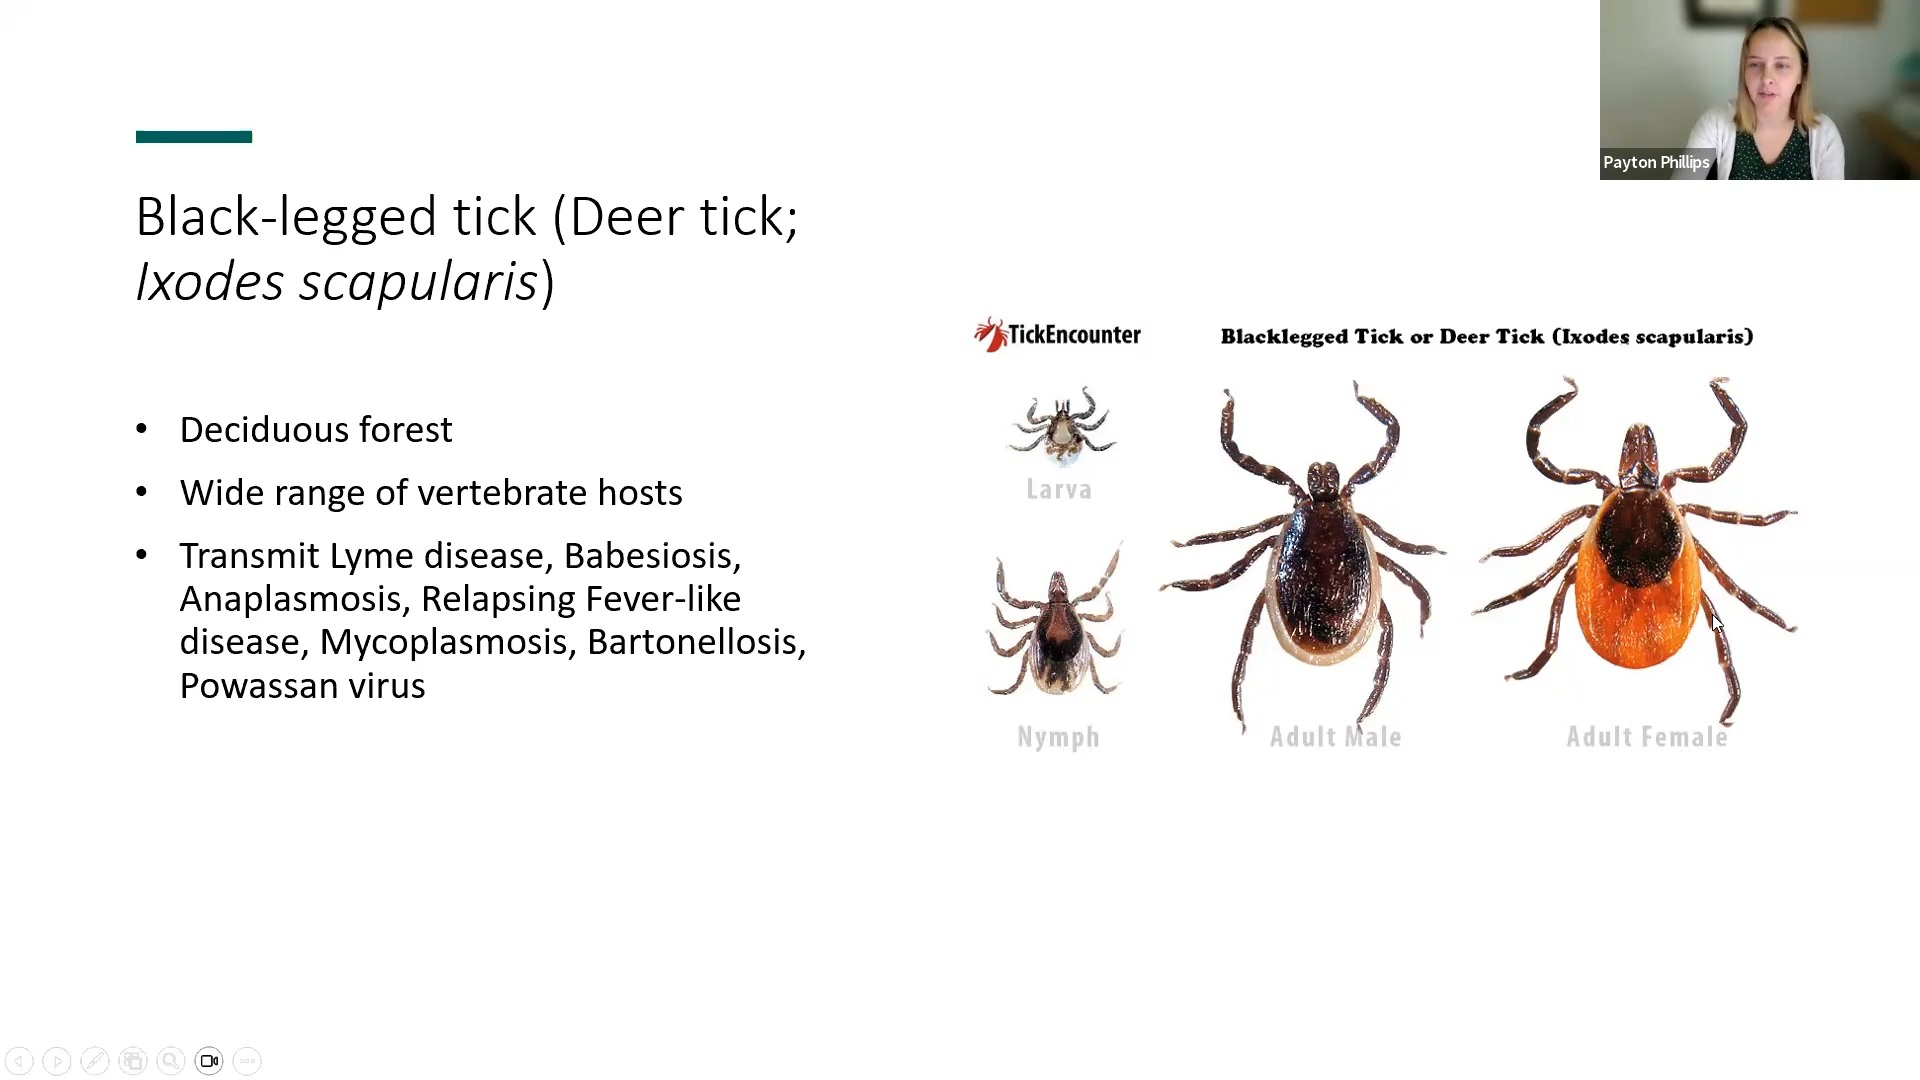 Payton Phillips
Black-legged tick (Deer tick;
Ixodes scapularis)
• Deciduous forest
• Wide range of vertebrate hosts
• Transmit Lyme disease, Babesiosis,
Anaplasmosis, Relapsing Fever-like
disease, Mycoplasmosis, Bartonellosis,
Powassan virus
TickEncounter
Blacklegged Tick or Deer Tick (Ixodes scapularis)
Larva
Nymph
Adult Male
Adult Female